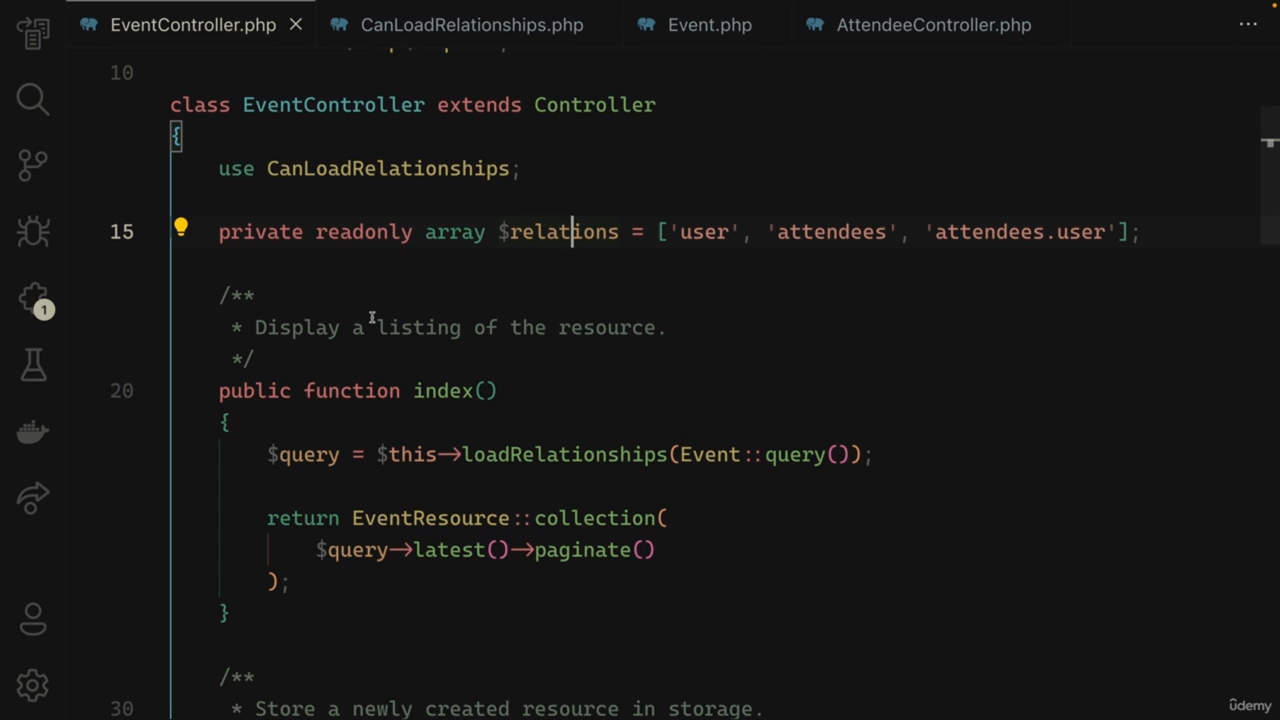 EventController.php CanLoadRelationships.php Event.php AttendeeController.php ...
10
class EventController extends Controller
{
use CanLoadRelationships;
15 private readonly array $relations = ['user', 'attendees', 'attendees.user'];
/**
* Display a listing of the resource.
*/
20 public function index()
{
$query = $this->loadRelationships(Event::query());
return EventResource::collection(
$query->latest()->paginate()
);
}
/**
30 * Store a newly created resource in storage.
1
ûdemy